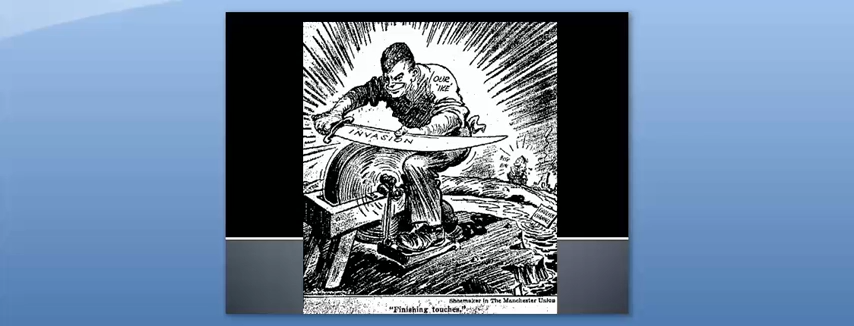 OUR
'IKE'
INVASION
Shoemaker in The Manchester Union
"Finishing touches."